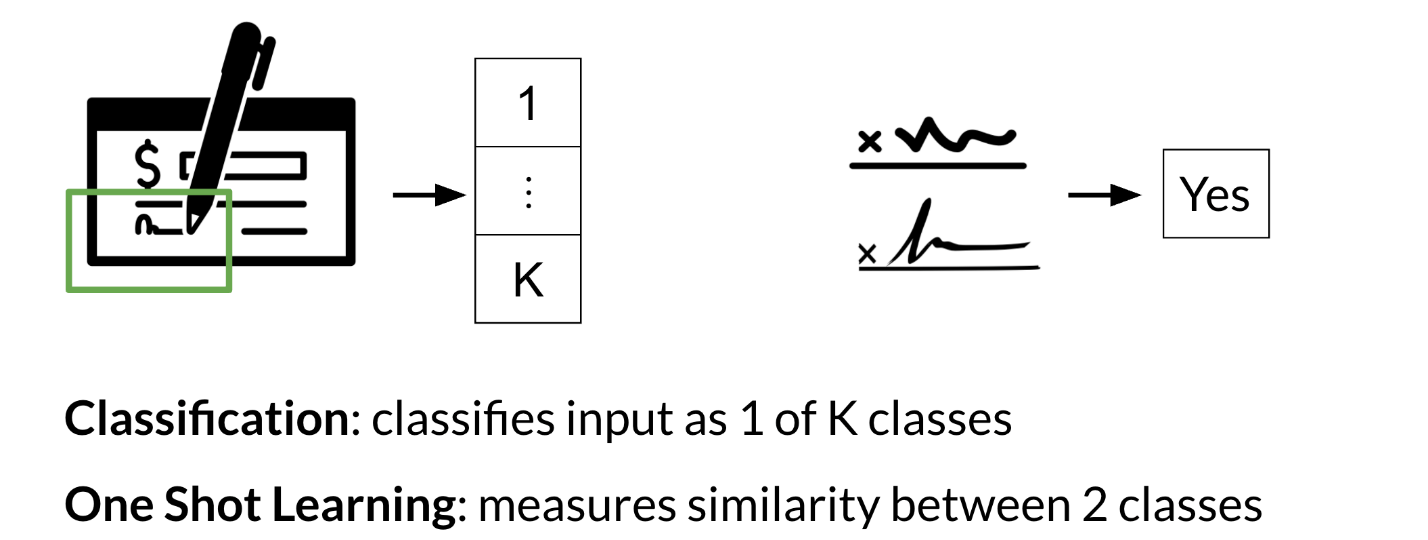 $
1
⋮
K
x
x
Yes
Classification: classifies input as 1 of K classes
One Shot Learning: measures similarity between 2 classes